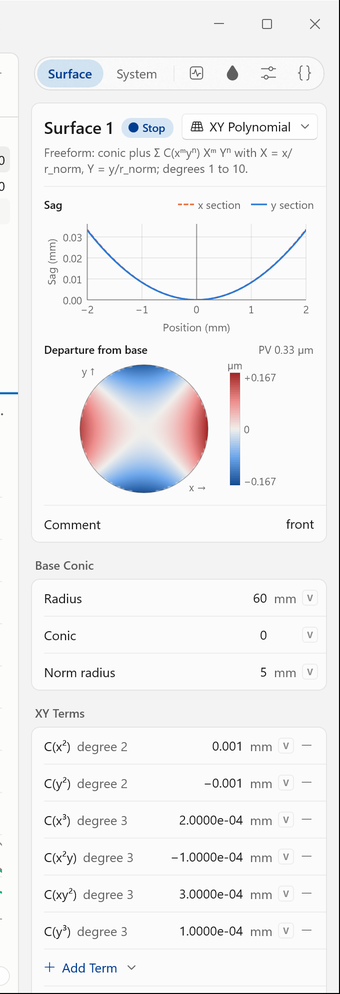 Surface System {}
0
0
Surface 1 Stop XY Polynomial
Freeform: conic plus Σ C(xᵐyⁿ) Xᵐ Yⁿ with X = x/
r_norm, Y = y/r_norm; degrees 1 to 10.
Sag x section y section
0.03
0.02
0.01
0.00
Sag (mm)
−2 −1 0 1 2
Position (mm)
Departure from base PV 0.33 µm
µm
y ↑
+0.167
0
−0.167
x →
Comment front
Base Conic
Radius 60 mm V
Conic 0 V
Norm radius 5 mm V
XY Terms
C(x²) degree 2 0.001 mm V −
C(y²) degree 2 −0.001 mm V −
C(x³) degree 3 2.0000e-04 mm V −
C(x²y) degree 3 −1.0000e-04 mm V −
C(xy²) degree 3 3.0000e-04 mm V −
C(y³) degree 3 1.0000e-04 mm V −
+ Add Term